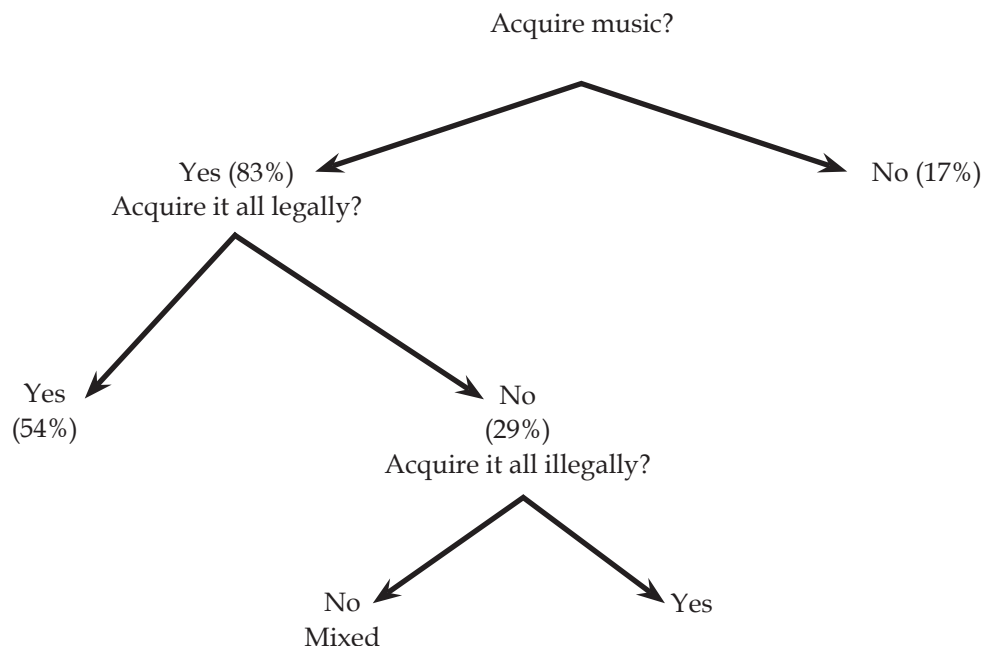 Acquire music?
Yes (83%)
No (17%)
Acquire it all legally?
Yes
(54%)
No
(29%)
Acquire it all illegally?
No
Mixed
Yes